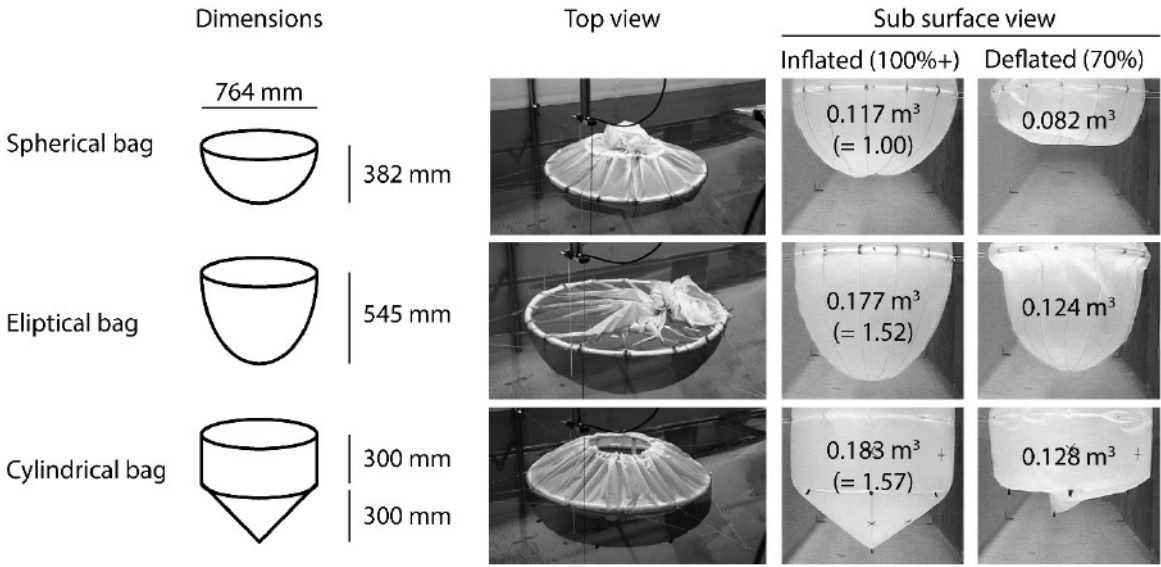 Dimensions
Top view
Sub surface view
Inflated (100%+)
Deflated (70%)
Spherical bag
764 mm
382 mm
0.117 m³
(= 1.00)
0.082 m³
Eliptical bag
545 mm
0.177 m³
(= 1.52)
0.124 m³
Cylindrical bag
300 mm
300 mm
0.183 m³
(= 1.57)
0.128 m³